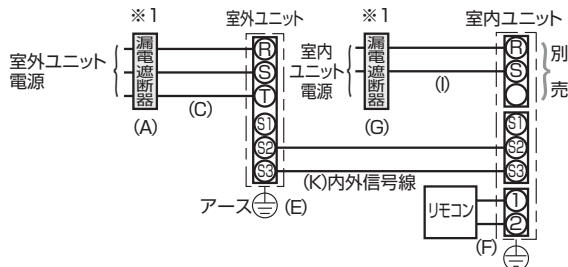 ※1
室外ユニット
※1
室内ユニット
室外ユニット
電源
漏電遮断器
(A)
(C)
R
S
T
S1
S2
S3
アース
(E)
室内
ユニット
電源
漏電遮断器
(G)
(I)
R
S
別売
S1
S2
S3
(K)内外信号線
リモコン
1
2
(F)